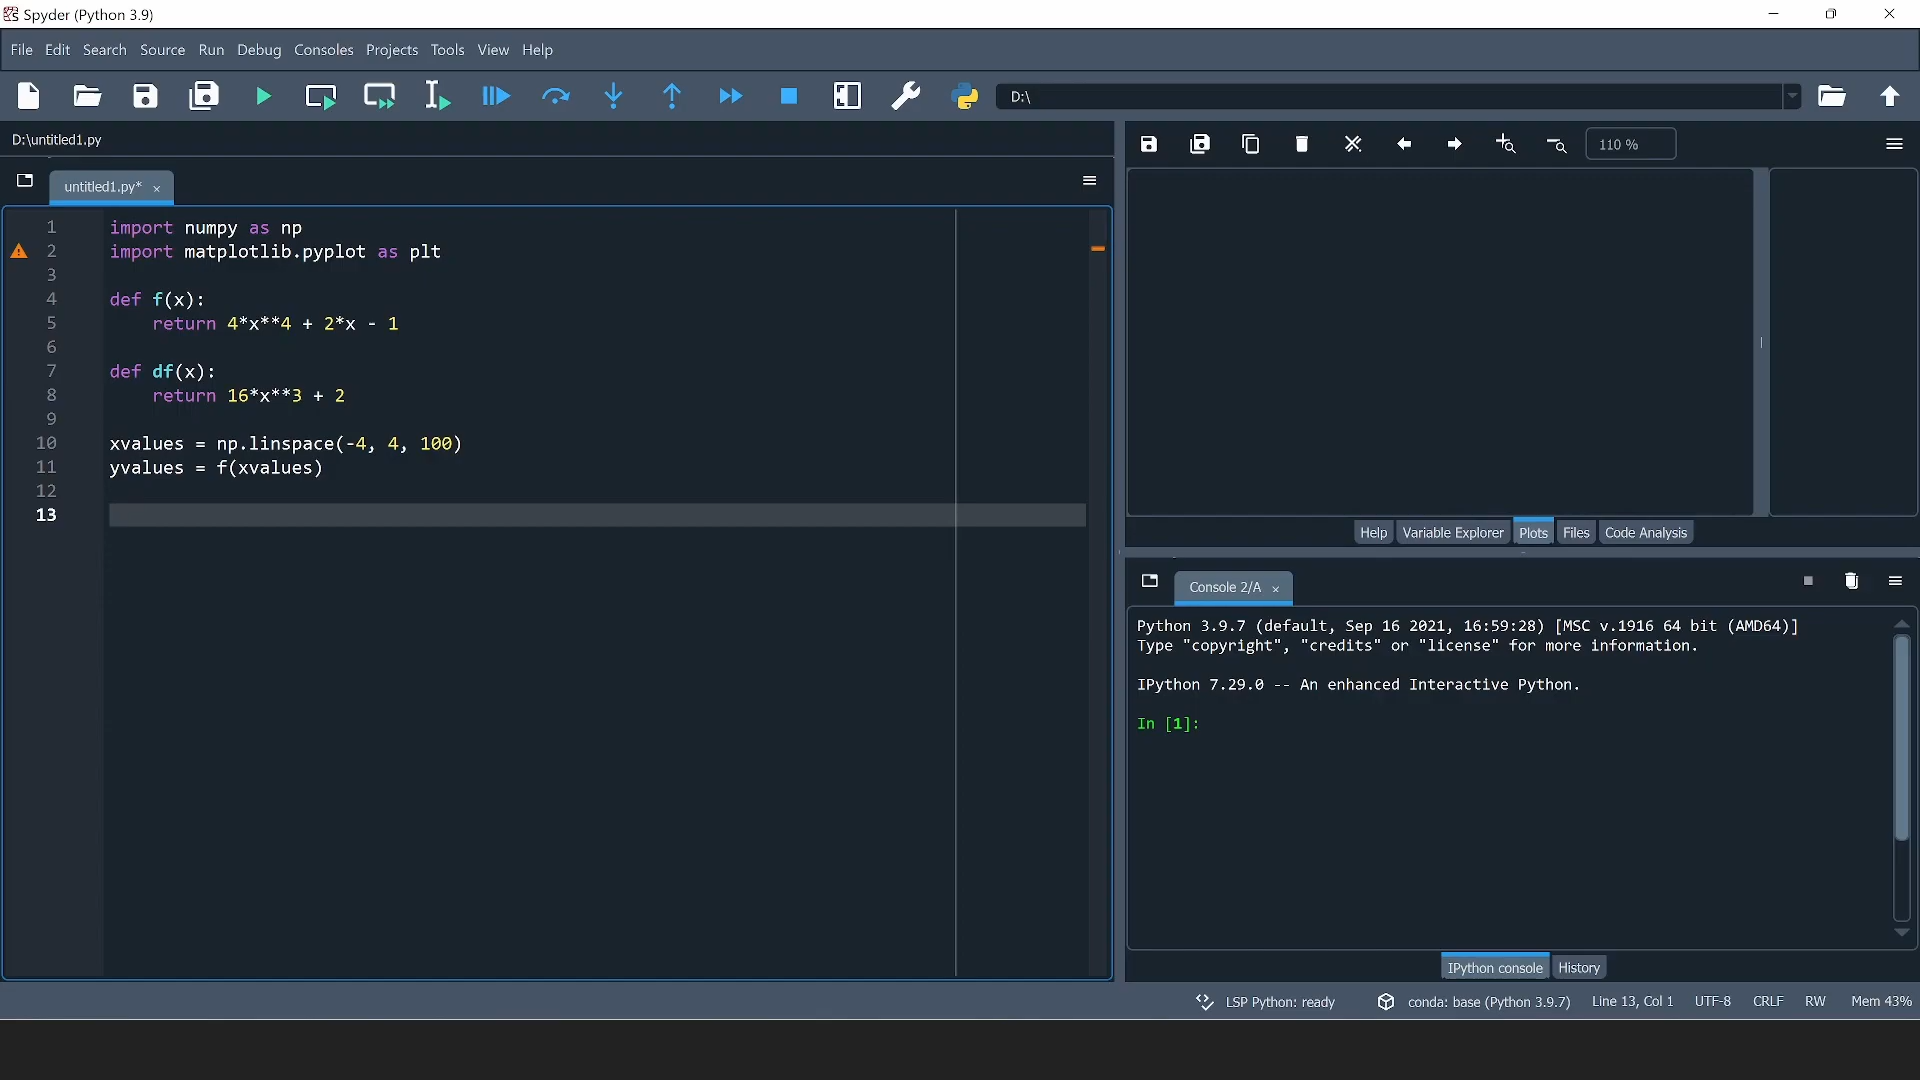 Spyder (Python 3.9)
File Edit Search Source Run Debug Consoles Projects Tools View Help
D:\
D:\untitled1.py
110 %
untitled1.py*
1 import numpy as np
2 import matplotlib.pyplot as plt
3
4 def f(x):
5     return 4*x**4 + 2*x - 1
6
7 def df(x):
8     return 16*x**3 + 2
9
10 xvalues = np.linspace(-4, 4, 100)
11 yvalues = f(xvalues)
12
13
Help Variable Explorer Plots Files Code Analysis
Console 2/A
Python 3.9.7 (default, Sep 16 2021, 16:59:28) [MSC v.1916 64 bit (AMD64)]
Type "copyright", "credits" or "license" for more information.
IPython 7.29.0 -- An enhanced Interactive Python.
In [1]:
IPython console History
LSP Python: ready conda: base (Python 3.9.7) Line 13, Col 1 UTF-8 CRLF RW Mem 43%